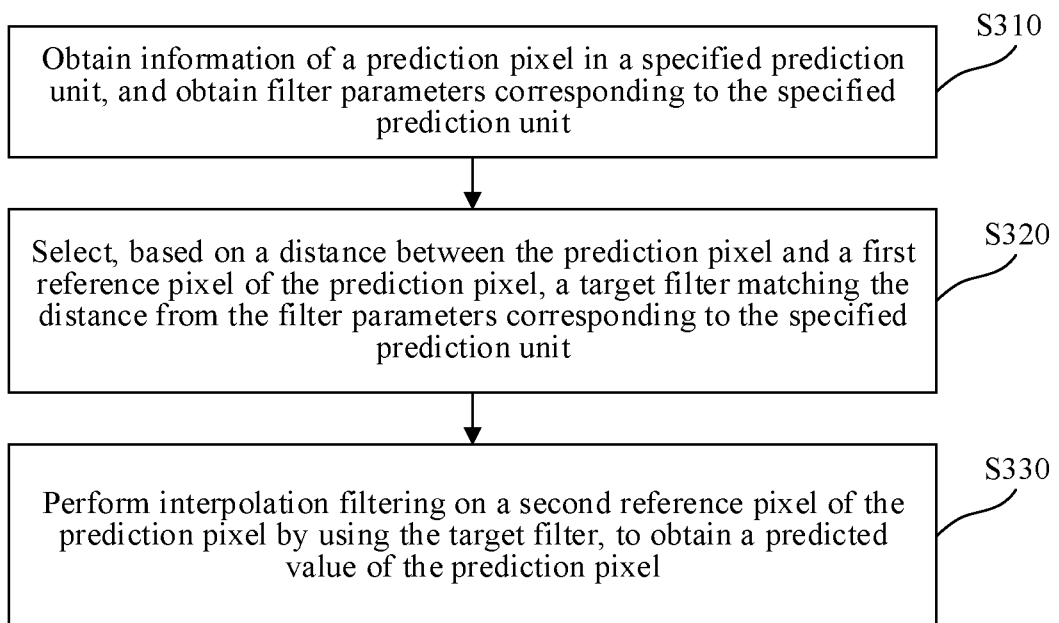 S310
Obtain information of a prediction pixel in a specified prediction
unit, and obtain filter parameters corresponding to the specified
prediction unit
S320
Select, based on a distance between the prediction pixel and a first
reference pixel of the prediction pixel, a target filter matching the
distance from the filter parameters corresponding to the specified
prediction unit
S330
Perform interpolation filtering on a second reference pixel of the
prediction pixel by using the target filter, to obtain a predicted
value of the prediction pixel